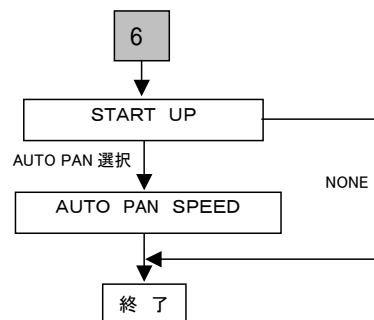 6
START UP
AUTO PAN 選択
NONE
AUTO PAN SPEED
終 了